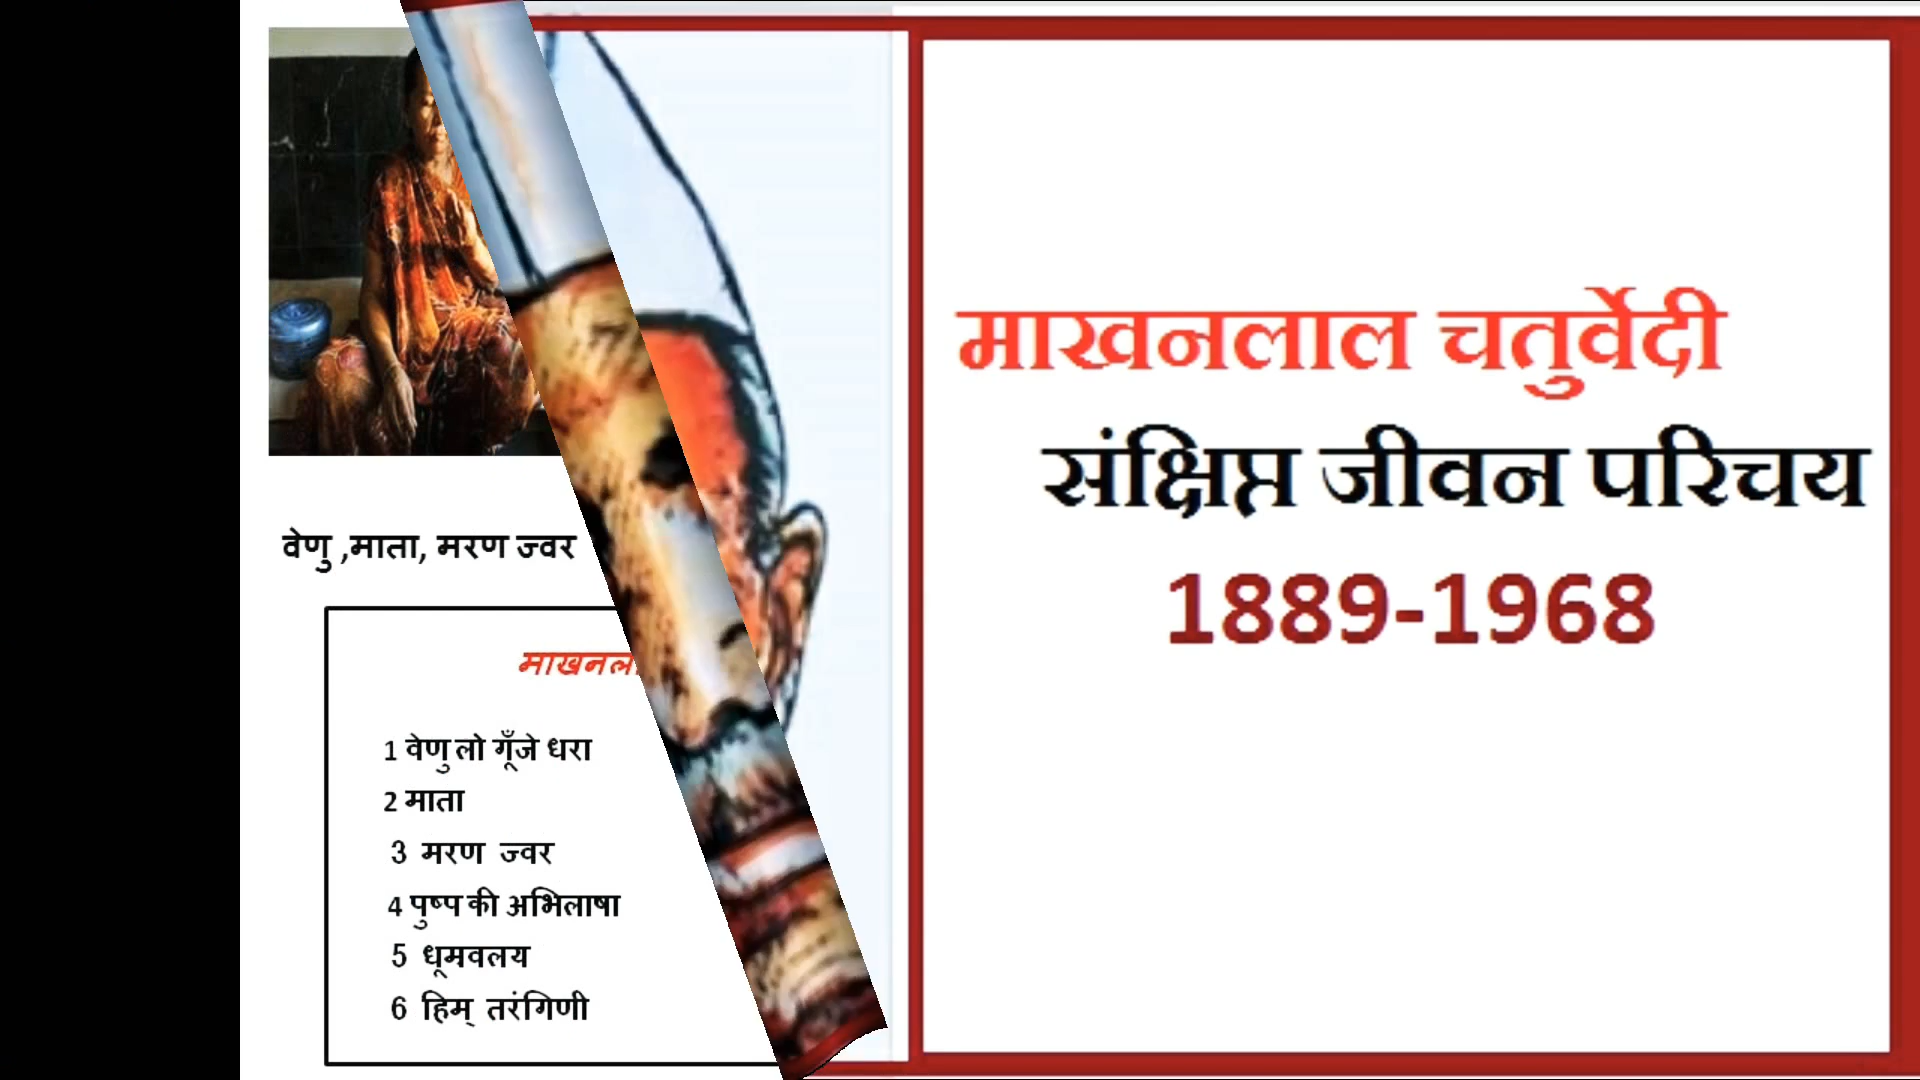 वेणु ,माता, मरण ज्वर
1 वेणु लो गूँजे धरा
2 माता
3 मरण ज्वर
4 पुष्प की अभिलाषा
5 धूमवलय
6 हिम् तरंगिणी
माखनलाल चतुर्वेदी
संक्षिप्त जीवन परिचय
1889-1968